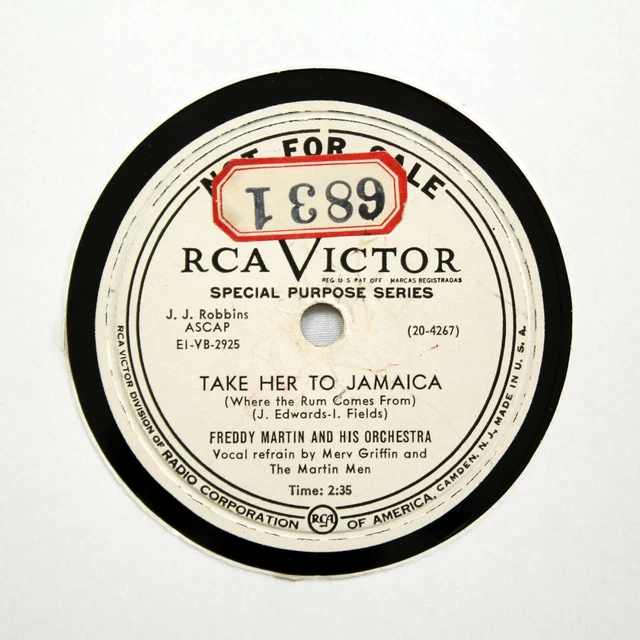 NOT FOR SALE
6831
RCA VICTOR
REG. U S PAT OFF MARCAS REGISTRADAS
SPECIAL PURPOSE SERIES
J. J. Robbins
ASCAP
E1-VB-2925
(20-4267)
TAKE HER TO JAMAICA
(Where the Rum Comes From)
(J. Edwards-I. Fields)
FREDDY MARTIN AND HIS ORCHESTRA
Vocal refrain by Merv Griffin and
The Martin Men
Time: 2:35
RCA VICTOR DIVISION OF RADIO CORPORATION RCA OF AMERICA, CAMDEN, N. J., MADE IN U. S. A.